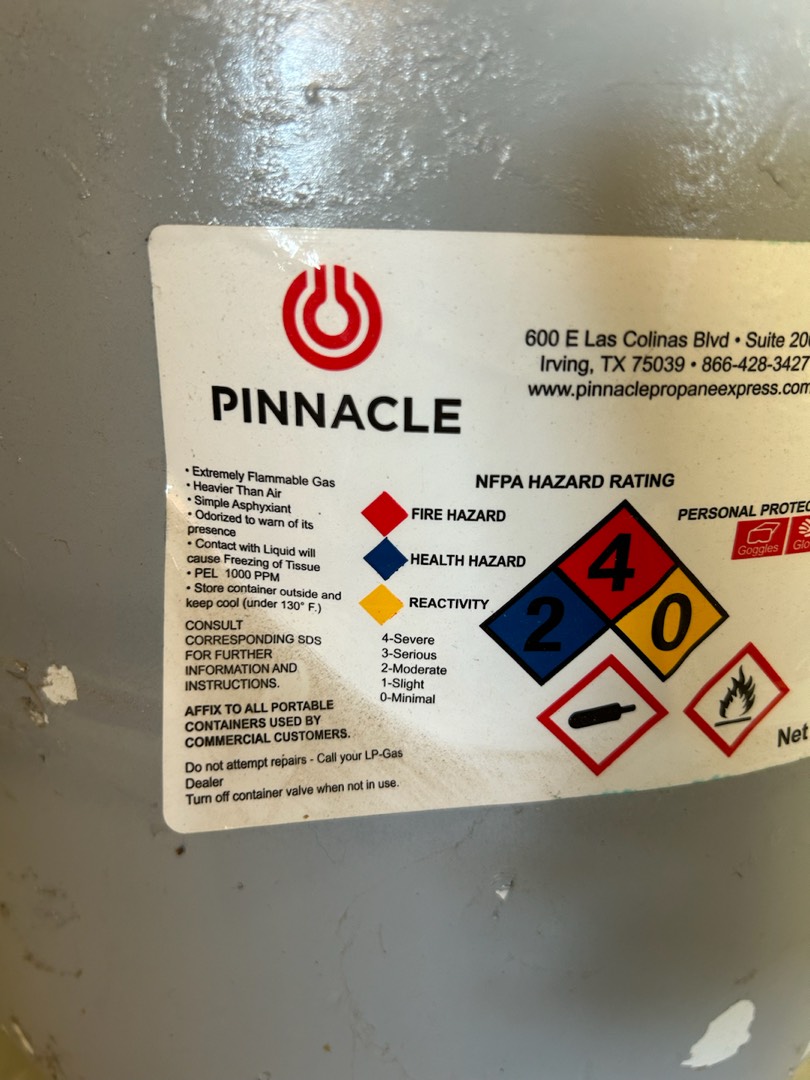 PINNACLE
600 E Las Colinas Blvd • Suite
Irving, TX 75039 • 866-428-3427
www.pinnaclepropaneexpress.com
• Extremely Flammable Gas
• Heavier Than Air
• Simple Asphyxiant
• Odorized to warn of its
presence
• Contact with Liquid will
cause Freezing of Tissue
• PEL 1000 PPM
• Store container outside and
keep cool (under 130° F.)
CONSULT
CORRESPONDING SDS
FOR FURTHER
INFORMATION AND
INSTRUCTIONS.
AFFIX TO ALL PORTABLE
CONTAINERS USED BY
COMMERCIAL CUSTOMERS.
Do not attempt repairs - Call your LP-Gas
Dealer
Turn off container valve when not in use.
NFPA HAZARD RATING
FIRE HAZARD
HEALTH HAZARD
REACTIVITY
4-Severe
3-Serious
2-Moderate
1-Slight
0-Minimal
4
2
0
PERSONAL
Goggles
Net